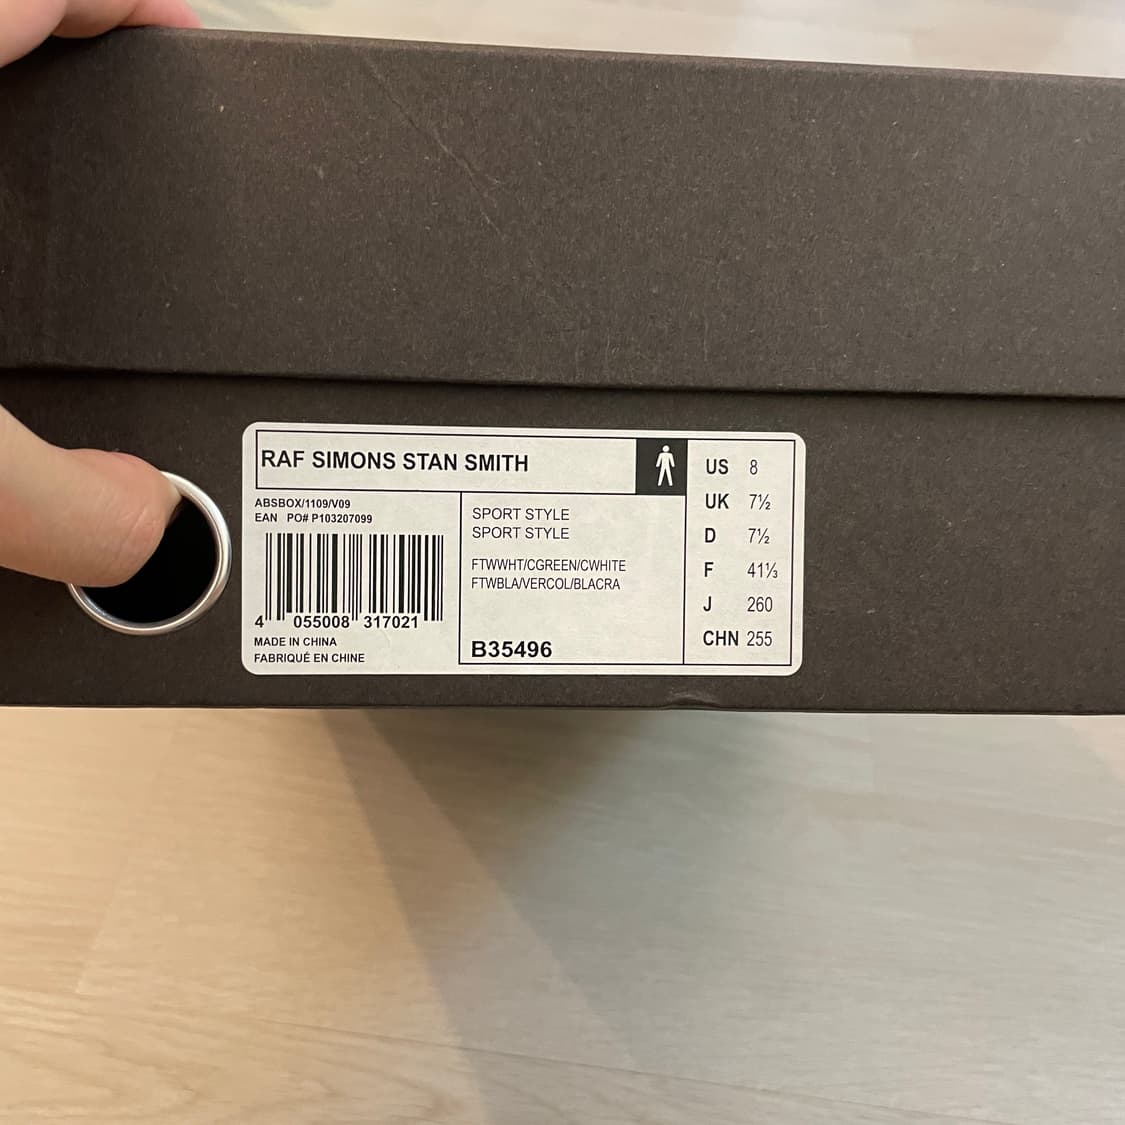 RAF SIMONS STAN SMITH
ABSBOX/1109/V09
EAN PO# P103207099
4 055008 317021
MADE IN CHINA
FABRIQUÉ EN CHINE
SPORT STYLE
SPORT STYLE
FTWWHT/CGREEN/CWHITE
FTWBLA/VERCOL/BLACRA
B35496
US 8
UK 7½
D 7½
F 41⅓
J 260
CHN 255